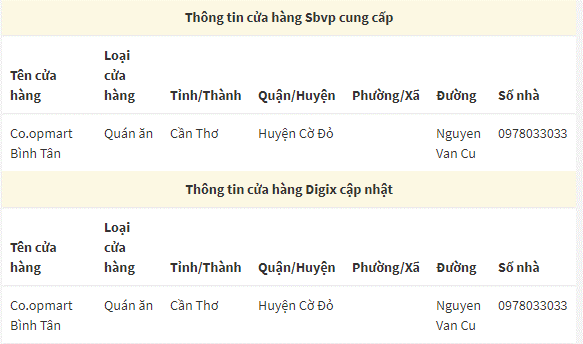 Thông tin cửa hàng Sbvp cung cấp
Tên cửa hàng Loại cửa hàng Tỉnh/Thành Quận/Huyện Phường/Xã Đường Số nhà
Co.opmart Bình Tân Quán ăn Cần Thơ Huyện Cờ Đỏ Nguyen Van Cu 0978033033
Thông tin cửa hàng Digix cập nhật
Tên cửa hàng Loại cửa hàng Tỉnh/Thành Quận/Huyện Phường/Xã Đường Số nhà
Co.opmart Bình Tân Quán ăn Cần Thơ Huyện Cờ Đỏ Nguyen Van Cu 0978033033